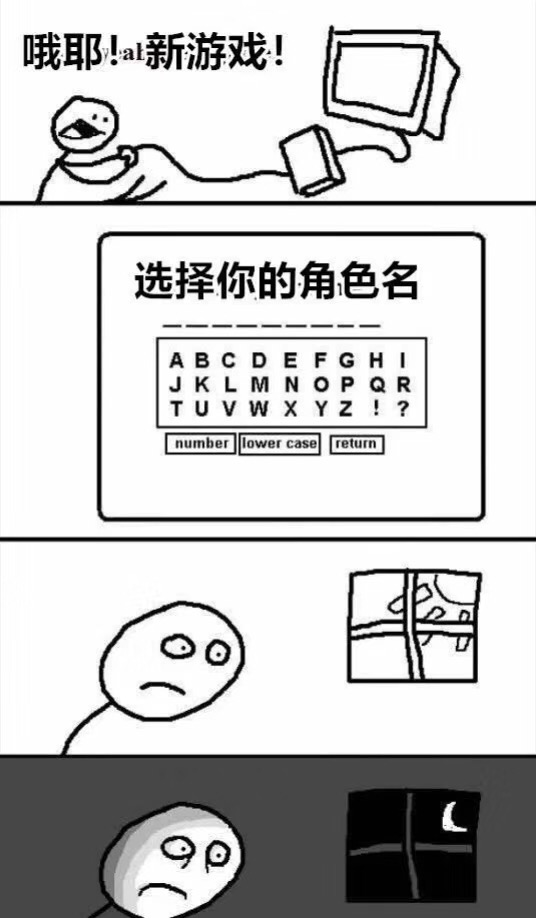 哦耶！新游戏！
选择你的角色名
_ _ _ _ _ _ _ _ _
A B C D E F G H I
J K L M N O P Q R
T U V W X Y Z ! ?
number lower case return